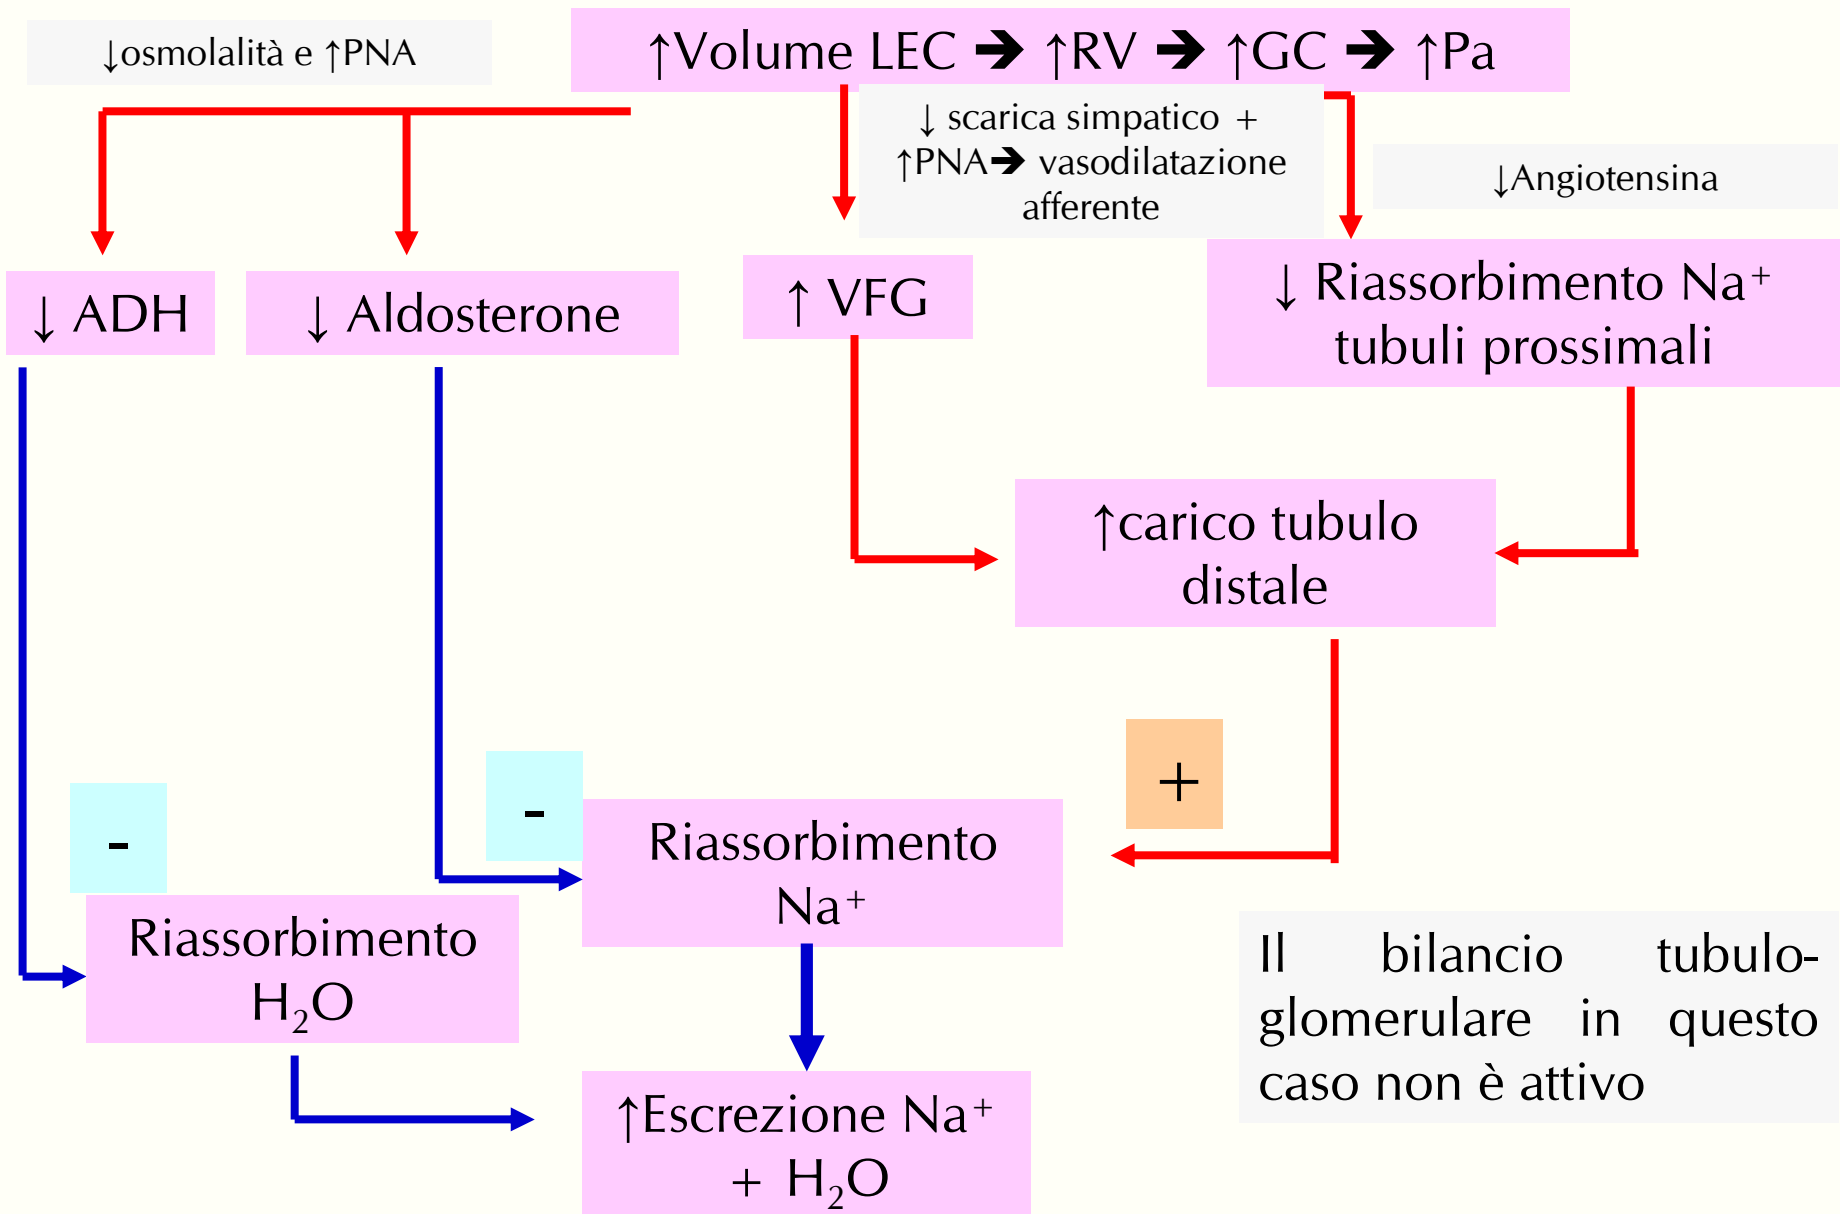 ↓osmolalità e ↑PNA
↑Volume LEC ➔ ↑RV ➔ ↑GC ➔ ↑Pa
↓ scarica simpatico +
↑PNA➔ vasodilatazione
afferente
↓Angiotensina
↓ ADH
↓ Aldosterone
↑ VFG
↓ Riassorbimento Na⁺
tubuli prossimali
↑carico tubulo
distale
+
-
-
Riassorbimento
Na⁺
Riassorbimento
H₂O
Il bilancio tubulo-
glomerulare in questo
caso non è attivo
↑Escrezione Na⁺
+ H₂O